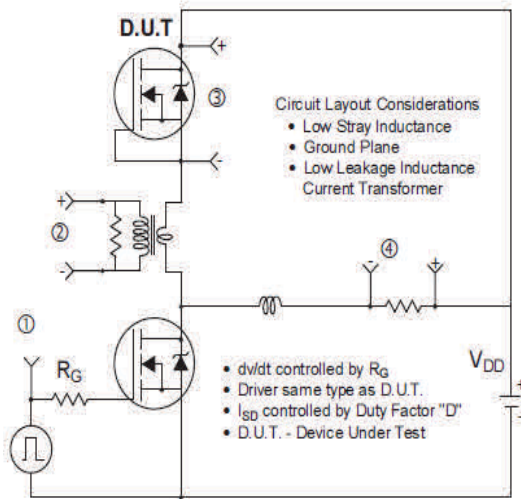 D.U.T
+
③
Circuit Layout Considerations
• Low Stray Inductance
• Ground Plane
• Low Leakage Inductance
Current Transformer
-
+
②
-
④
- +
①
RG
VDD
+
-
• dv/dt controlled by RG
• Driver same type as D.U.T.
• ISD controlled by Duty Factor "D"
• D.U.T. - Device Under Test